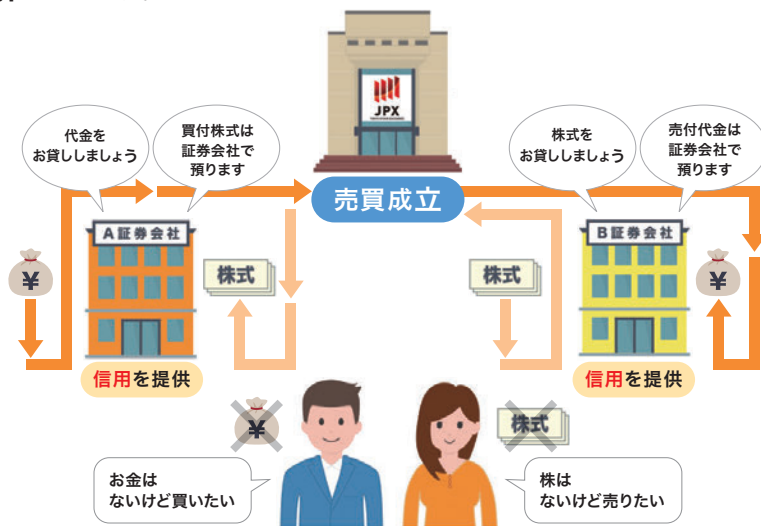 JPX
代金を
お貸ししましょう
買付株式は
証券会社で
預ります
株式を
お貸ししましょう
売付代金は
証券会社で
預ります
売買成立
A証券会社
B証券会社
¥
株式
株式
¥
信用を提供
信用を提供
¥
株式
お金は
ないけど買いたい
株は
ないけど売りたい